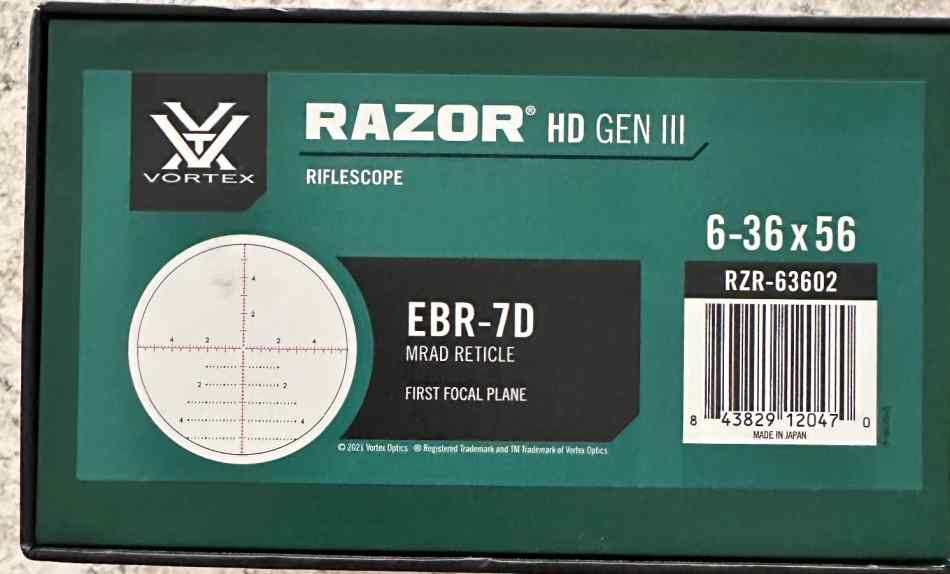 RAZOR® HD GEN III
VORTEX
RIFLESCOPE
6-36 x 56
RZR-63602
4
2
4 2 2 4
2 2
4 4
EBR-7D
MRAD RETICLE
FIRST FOCAL PLANE
8 43829 12047 0
MADE IN JAPAN
© 2021 Vortex Optics ® Registered Trademark and TM Trademark of Vortex Optics